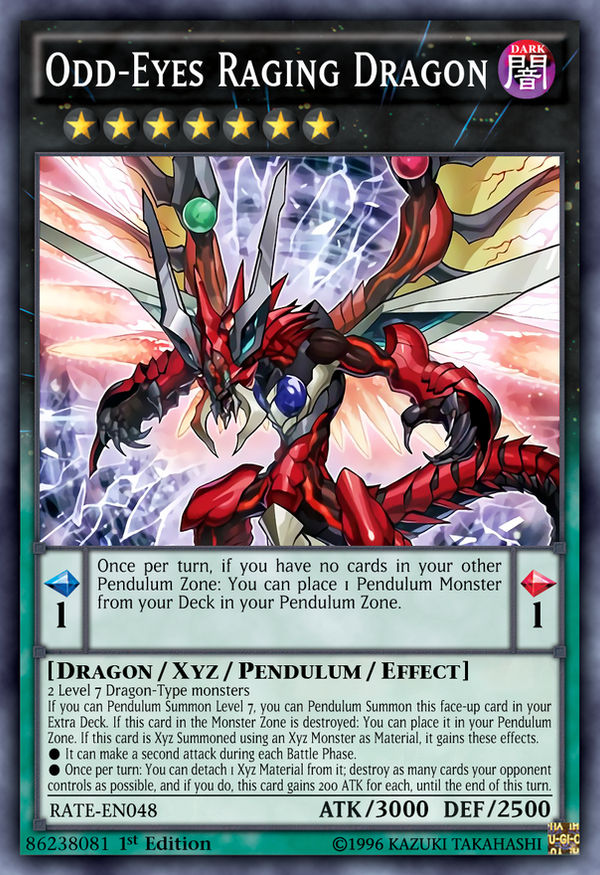 ODD-EYES RAGING DRAGON
DARK
闇
Once per turn, if you have no cards in your other
Pendulum Zone: You can place 1 Pendulum Monster
from your Deck in your Pendulum Zone.
1
1
[DRAGON / XYZ / PENDULUM / EFFECT]
2 Level 7 Dragon-Type monsters
If you can Pendulum Summon Level 7, you can Pendulum Summon this face-up card in your
Extra Deck. If this card in the Monster Zone is destroyed: You can place it in your Pendulum
Zone. If this card is Xyz Summoned using an Xyz Monster as Material, it gains these effects.
● It can make a second attack during each Battle Phase.
● Once per turn: You can detach 1 Xyz Material from it; destroy as many cards your opponent
controls as possible, and if you do, this card gains 200 ATK for each, until the end of this turn.
RATE-EN048
ATK/3000 DEF/2500
86238081 1st Edition
©1996 KAZUKI TAKAHASHI